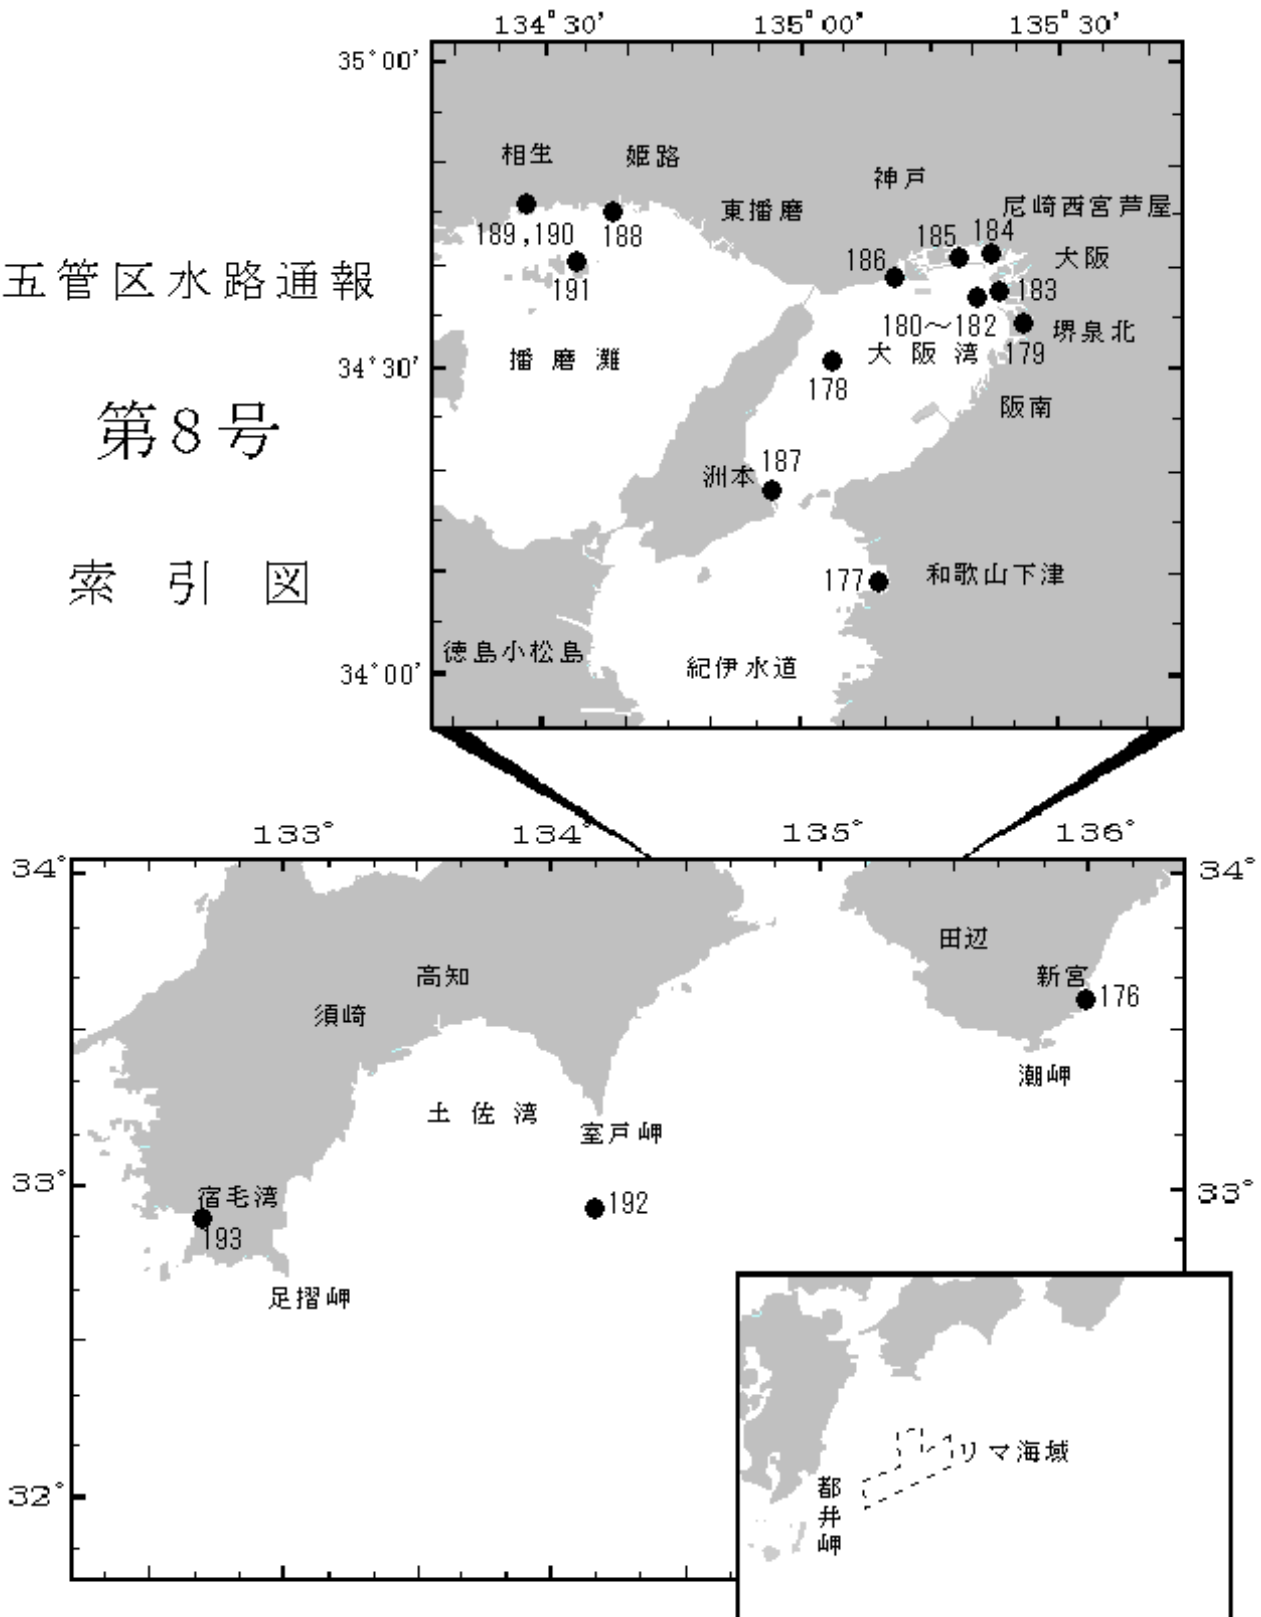 134°30' 135°00' 135°30'
35°00'
相生 姫路
神戸
東播磨 尼崎西宮芦屋
189,190 188 185 184
五管区水路通報
186 大阪
191 183
180～182 堺泉北
播磨灘 大阪湾 179
34°30'
178
第8号
阪南
187
洲本
索引図
177 和歌山下津
徳島小松島 紀伊水道
34°00'
133° 134° 135° 136°
34° 34°
田辺
高知 新宮
176
須崎
潮岬
土佐湾
室戸岬
33° 33°
宿毛湾 192
193
足摺岬
リマ海域
32°
都井岬